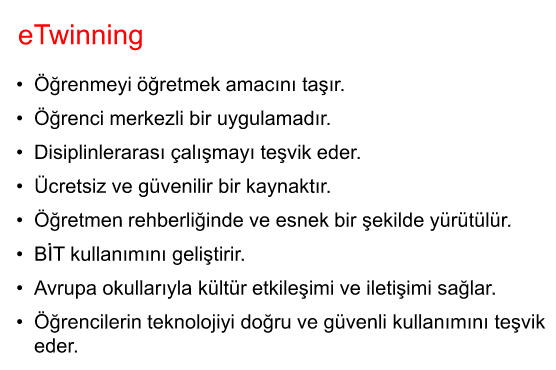 eTwinning
• Öğrenmeyi öğretmek amacını taşır.
• Öğrenci merkezli bir uygulamadır.
• Disiplinlerarası çalışmayı teşvik eder.
• Ücretsiz ve güvenilir bir kaynaktır.
• Öğretmen rehberliğinde ve esnek bir şekilde yürütülür.
• BİT kullanımını geliştirir.
• Avrupa okullarıyla kültür etkileşimi ve iletişimi sağlar.
• Öğrencilerin teknolojiyi doğru ve güvenli kullanımını teşvik
eder.